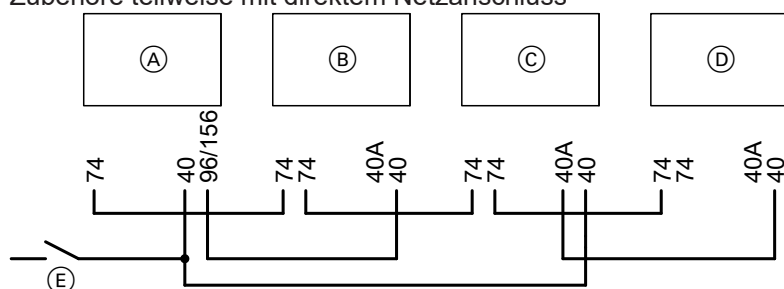 Zubehöre teilweise mit direktem Netzanschluss
A B C D
74 40 96/156 74 74 40A 40 74 74 40A 40 74 74 40A 40
E